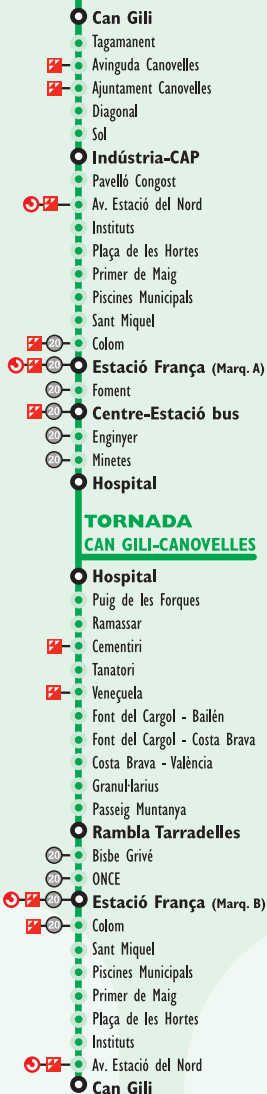 Can Gili
Tagamanent
Avinguda Canovelles
Ajuntament Canovelles
Diagonal
Sol
Indústria-CAP
Pavelló Congost
Av. Estació del Nord
Instituts
Plaça de les Hortes
Primer de Maig
Piscines Municipals
Sant Miquel
20 Colom
20 Estació França (Marq. A)
20 Foment
20 Centre-Estació bus
20 Enginyer
20 Minetes
Hospital
TORNADA
CAN GILI-CANOVELLES
Hospital
Puig de les Forques
Ramassar
Cementiri
Tanatori
Veneçuela
Font del Cargol - Bailén
Font del Cargol - Costa Brava
Costa Brava - València
Granul·larius
Passeig Muntanya
Rambla Tarradelles
20 Bisbe Grivé
20 ONCE
20 Estació França (Marq. B)
20 Colom
Sant Miquel
Piscines Municipals
Primer de Maig
Plaça de les Hortes
Instituts
Av. Estació del Nord
Can Gili